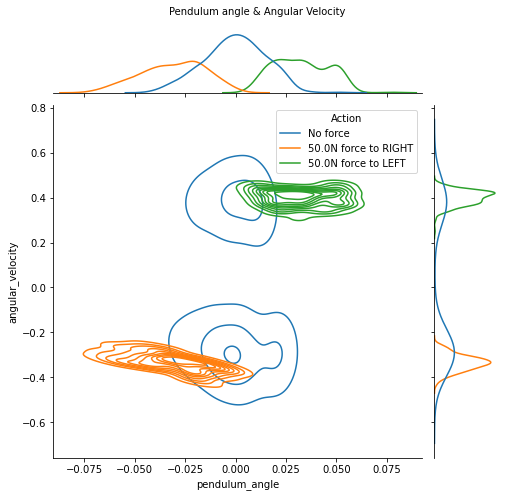 Pendulum angle & Angular Velocity
Action
No force
50.0N force to RIGHT
50.0N force to LEFT
0.8
0.6
0.4
0.2
0.0
−0.2
−0.4
−0.6
angular_velocity
−0.075
−0.050
−0.025
0.000
0.025
0.050
0.075
pendulum_angle